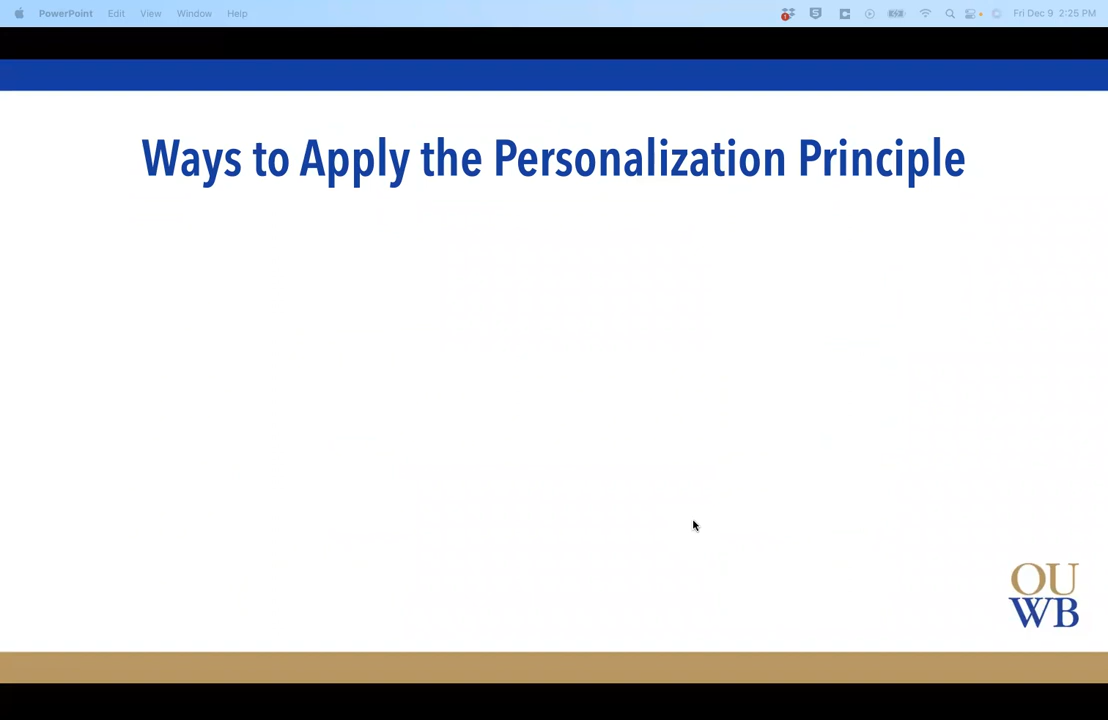 PowerPoint Edit View Window Help Fri Dec 9 2:25 PM
Ways to Apply the Personalization Principle
OU
WB